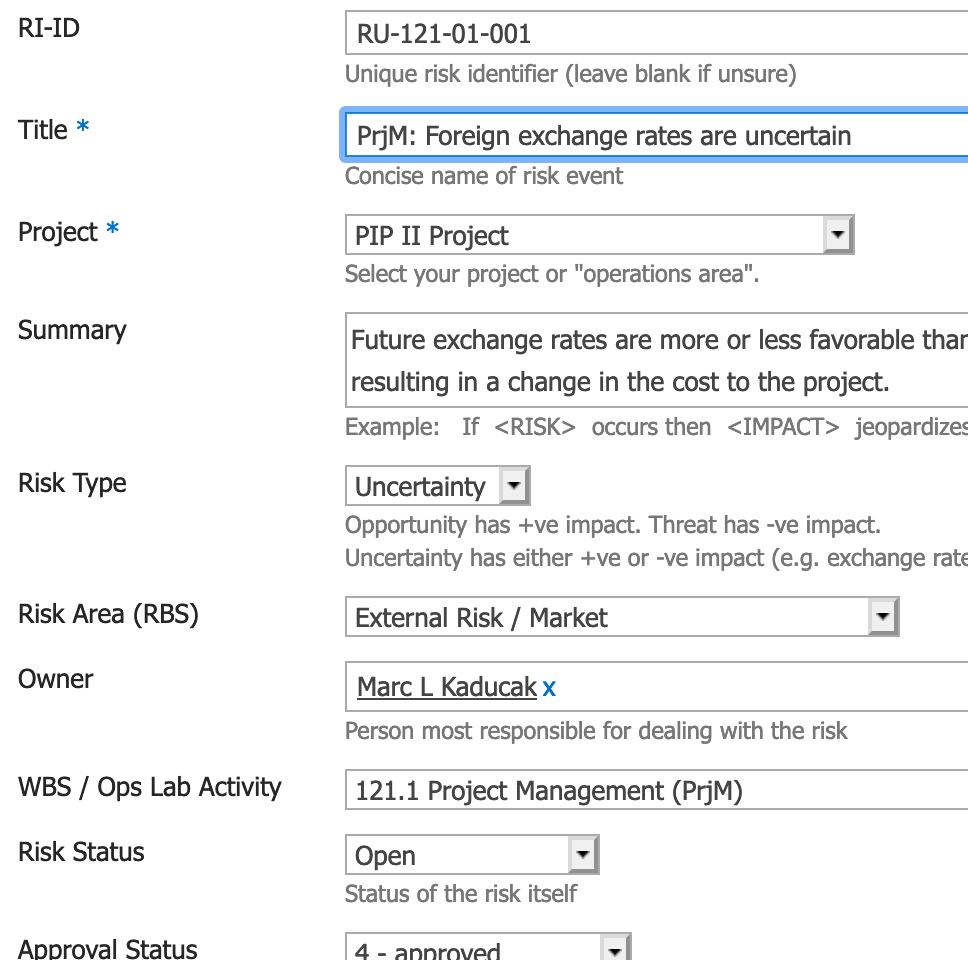 RI-ID
RU-121-01-001
Unique risk identifier (leave blank if unsure)
Title *
PrjM: Foreign exchange rates are uncertain
Concise name of risk event
Project *
PIP II Project
Select your project or "operations area".
Summary
Future exchange rates are more or less favorable than
resulting in a change in the cost to the project.
Example: If <RISK> occurs then <IMPACT> jeopardizes
Risk Type
Uncertainty
Opportunity has +ve impact. Threat has -ve impact.
Uncertainty has either +ve or -ve impact (e.g. exchange rate
Risk Area (RBS)
External Risk / Market
Owner
Marc L Kaducak x
Person most responsible for dealing with the risk
WBS / Ops Lab Activity
121.1 Project Management (PrjM)
Risk Status
Open
Status of the risk itself
Approval Status
4 - approved